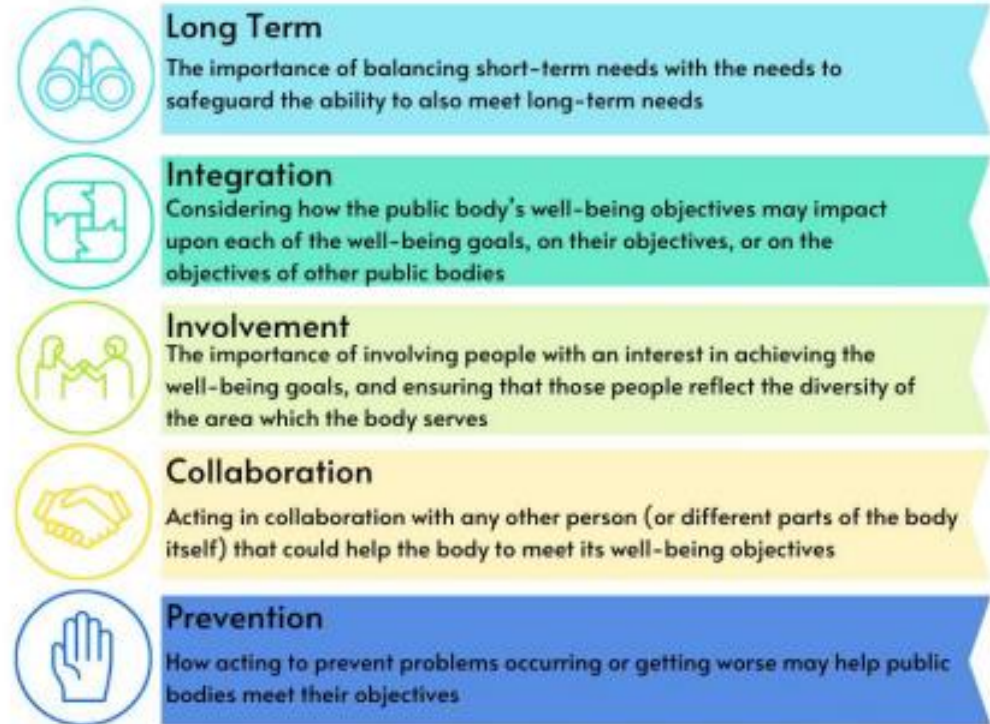 Long Term
The importance of balancing short-term needs with the needs to
safeguard the ability to also meet long-term needs
Integration
Considering how the public body's well-being objectives may impact
upon each of the well-being goals, on their objectives, or on the
objectives of other public bodies
Involvement
The importance of involving people with an interest in achieving the
well-being goals, and ensuring that those people reflect the diversity of
the area which the body serves
Collaboration
Acting in collaboration with any other person (or different parts of the body
itself) that could help the body to meet its well-being objectives
Prevention
How acting to prevent problems occurring or getting worse may help public
bodies meet their objectives